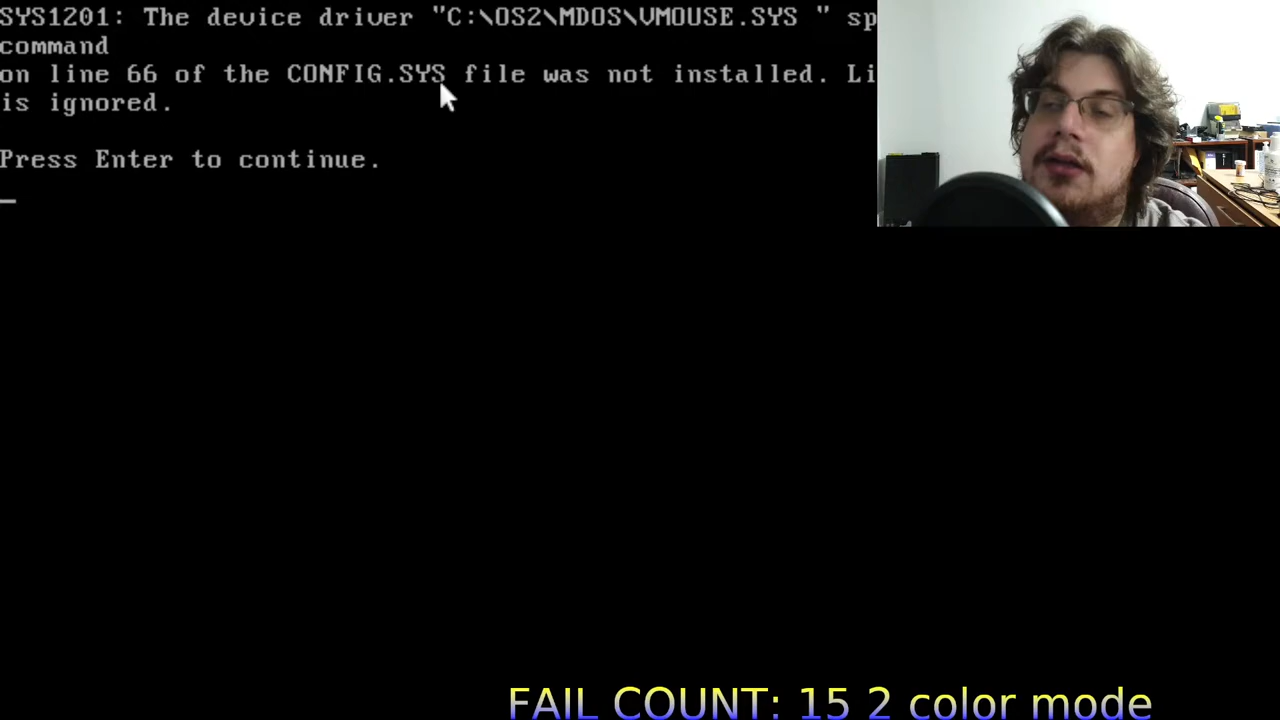 SYS1201: The device driver "C:\OS2\MDOS\VMOUSE.SYS " sp
command
on line 66 of the CONFIG.SYS file was not installed. Li
is ignored.
Press Enter to continue.
FAIL COUNT: 15 2 color mode